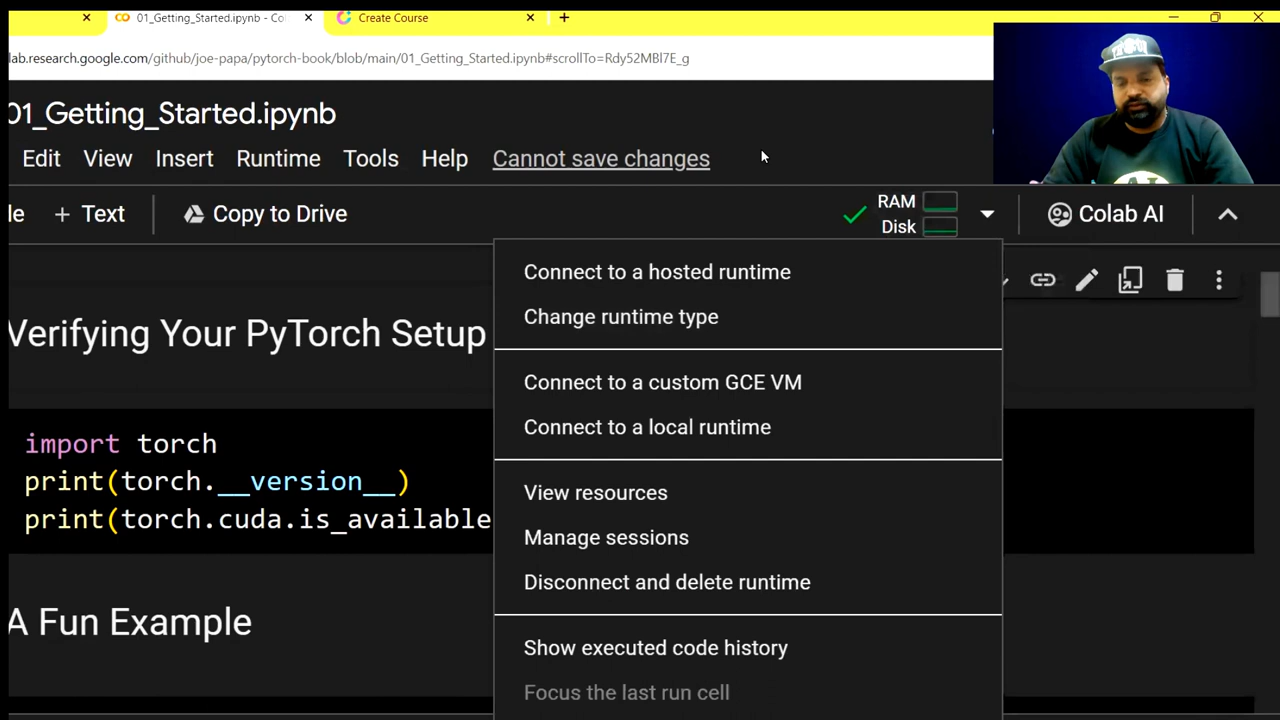 01_Getting_Started.ipynb - Co
Create Course
lab.research.google.com/github/joe-papa/pytorch-book/blob/main/01_Getting_Started.ipynb#scrollTo=Rdy52MBl7E_g
01_Getting_Started.ipynb
Edit View Insert Runtime Tools Help Cannot save changes
le + Text Copy to Drive RAM Disk Colab AI
Connect to a hosted runtime
Change runtime type
Verifying Your PyTorch Setup
Connect to a custom GCE VM
Connect to a local runtime
import torch
print(torch.__version__)
print(torch.cuda.is_available
View resources
Manage sessions
Disconnect and delete runtime
A Fun Example
Show executed code history
Focus the last run cell